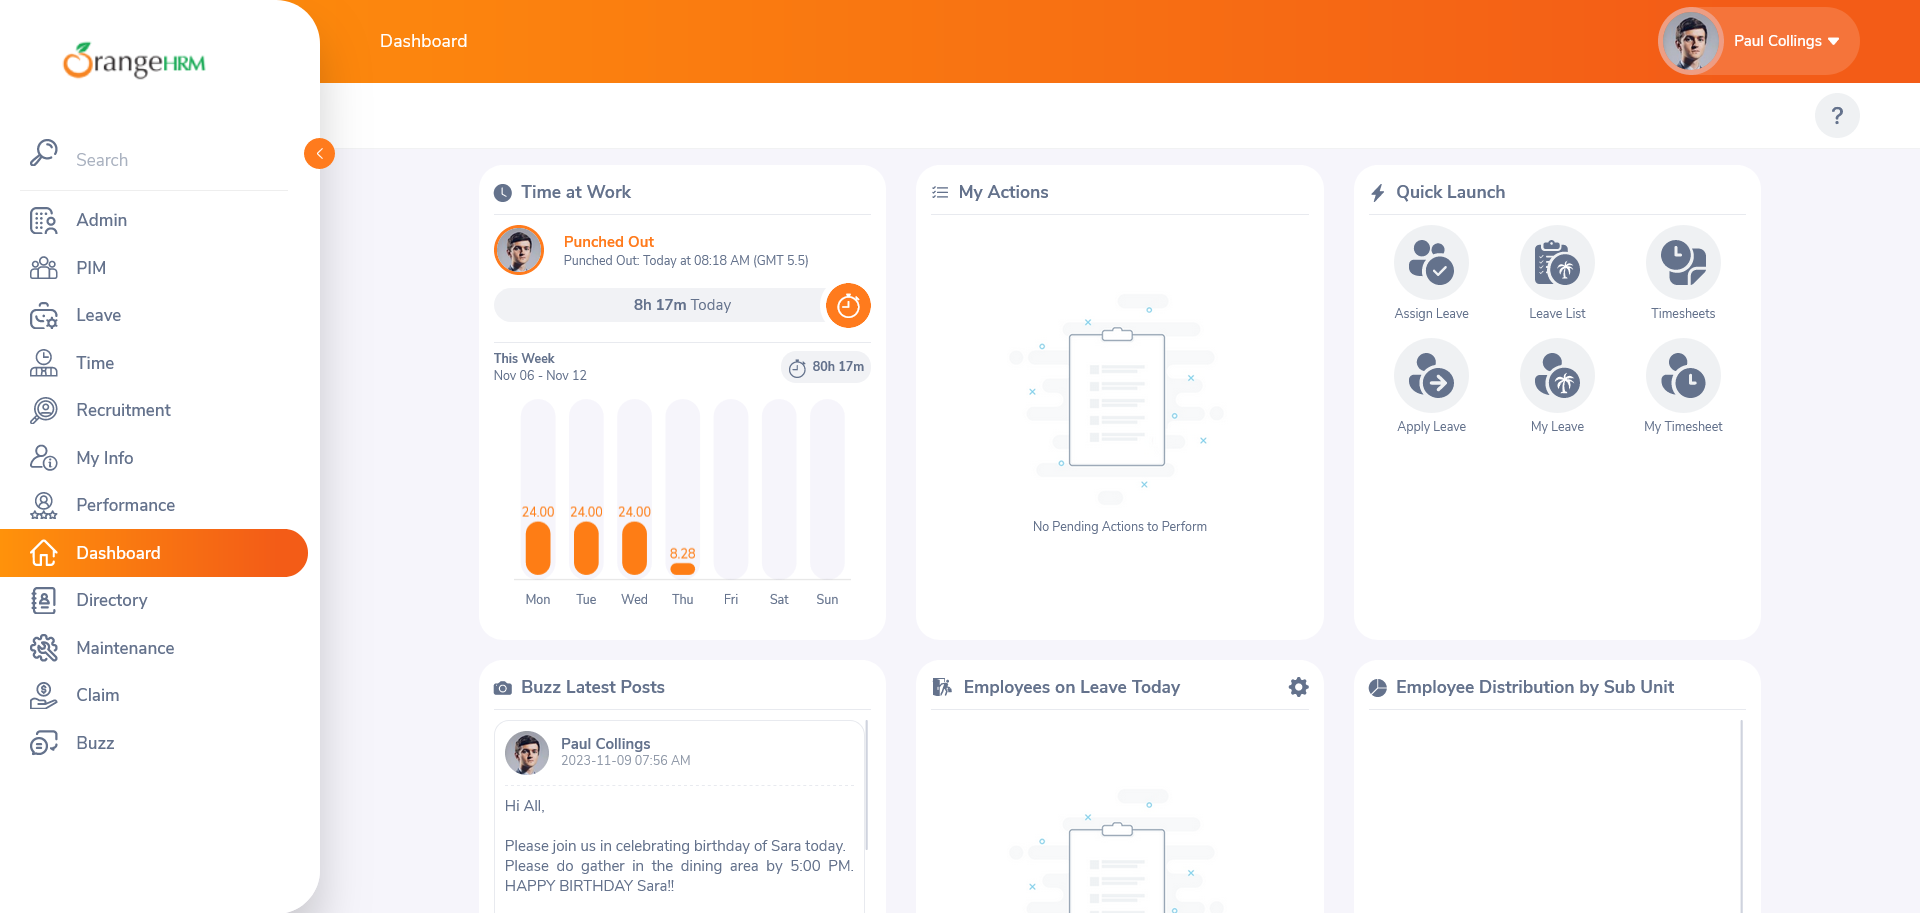 OrangeHRM
Search
Admin
PIM
Leave
Time
Recruitment
My Info
Performance
Dashboard
Directory
Maintenance
Claim
Buzz
Dashboard
Paul Collings
?
Time at Work
Punched Out
Punched Out: Today at 08:18 AM (GMT 5.5)
8h 17m Today
This Week
Nov 06 - Nov 12
80h 17m
24.00 24.00 24.00 8.28
Mon Tue Wed Thu Fri Sat Sun
My Actions
No Pending Actions to Perform
Quick Launch
Assign Leave Leave List Timesheets
Apply Leave My Leave My Timesheet
Buzz Latest Posts
Paul Collings
2023-11-09 07:56 AM
Hi All,
Please join us in celebrating birthday of Sara today.
Please do gather in the dining area by 5:00 PM.
HAPPY BIRTHDAY Sara!!
Employees on Leave Today
Employee Distribution by Sub Unit